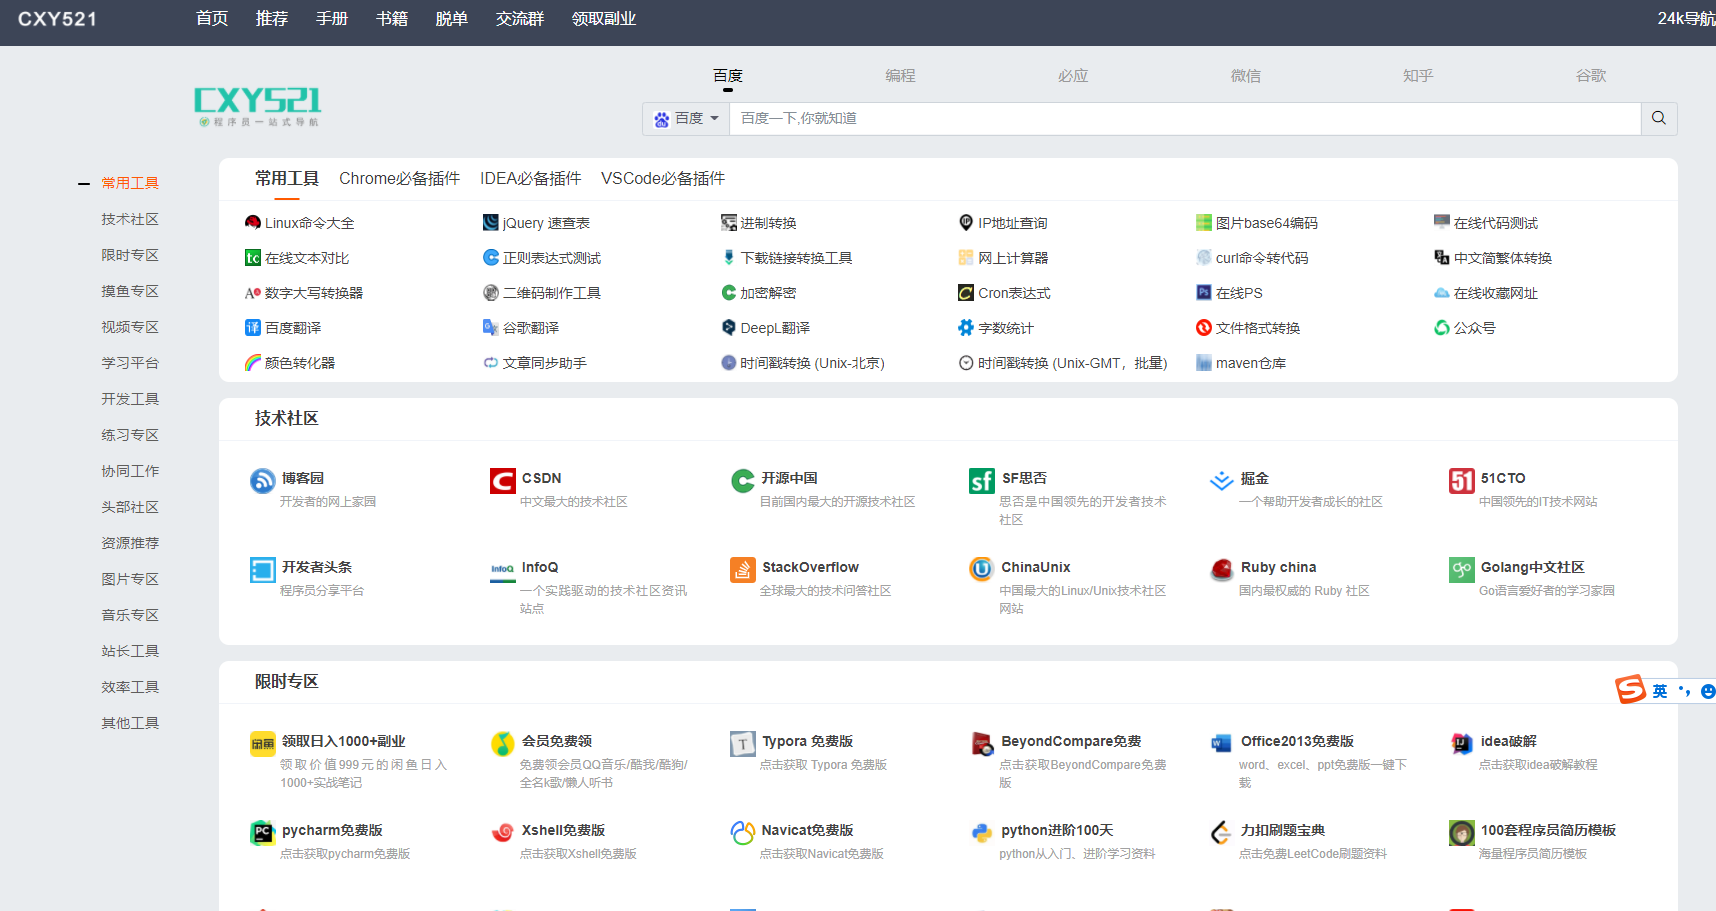 CXY521 首页 推荐 手册 书籍 脱单 交流群 领取副业 24k导航
CXY521
程序员一站式导航
百度 编程 必应 微信 知乎 谷歌
百度 百度一下,你就知道
常用工具
技术社区
限时专区
摸鱼专区
视频专区
学习平台
开发工具
练习专区
协同工作
头部社区
资源推荐
图片专区
音乐专区
站长工具
效率工具
其他工具
常用工具 Chrome必备插件 IDEA必备插件 VSCode必备插件
Linux命令大全 jQuery 速查表 进制转换 IP地址查询 图片base64编码 在线代码测试
在线文本对比 正则表达式测试 下载链接转换工具 网上计算器 curl命令转代码 中文简繁体转换
数字大写转换器 二维码制作工具 加密解密 Cron表达式 在线PS 在线收藏网址
百度翻译 谷歌翻译 DeepL翻译 字数统计 文件格式转换 公众号
颜色转化器 文章同步助手 时间戳转换 (Unix-北京) 时间戳转换 (Unix-GMT，批量) maven仓库
技术社区
博客园 CSDN 开源中国 SF思否 掘金 51CTO
开发者的网上家园 中文最大的技术社区 目前国内最大的开源技术社区 思否是中国领先的开发者技术 一个帮助开发者成长的社区 中国领先的IT技术网站
社区
开发者头条 InfoQ StackOverflow ChinaUnix Ruby china Golang中文社区
程序员分享平台 一个实践驱动的技术社区资讯 全球最大的技术问答社区 中国最大的Linux/Unix技术社区 国内最权威的 Ruby 社区 Go语言爱好者的学习家园
站点 网站
限时专区
英
领取日入1000+副业 会员免费领 Typora 免费版 BeyondCompare免费 Office2013免费版 idea破解
领取价值999元的闲鱼日入 免费领会员QQ音乐/酷我/酷狗/ 点击获取 Typora 免费版 点击获取BeyondCompare免费 word、excel、ppt免费版一键下 点击获取idea破解教程
1000+实战笔记 全名k歌/懒人听书 版 载
pycharm免费版 Xshell免费版 Navicat免费版 python进阶100天 力扣刷题宝典 100套程序员简历模板
点击获取pycharm免费版 点击获取Xshell免费版 点击获取Navicat免费版 python从入门、进阶学习资料 点击免费LeetCode刷题资料 海量程序员简历模板